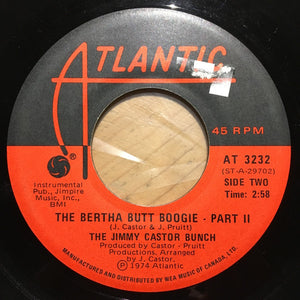 ATLANTIC
45 RPM
Instrumental
Pub., Jimpire
Music, Inc.,
BMI
AT 3232
(ST-A-29702)
SIDE TWO
Time: 2:58
THE BERTHA BUTT BOOGIE - PART II
(J. Castor & J. Pruitt)
THE JIMMY CASTOR BUNCH
Produced by Castor - Pruitt
Productions, Arranged
by J. Castor
℗1974 Atlantic
MANUFACTURED AND DISTRIBUTED BY WEA MUSIC OF CANADA, LTD.